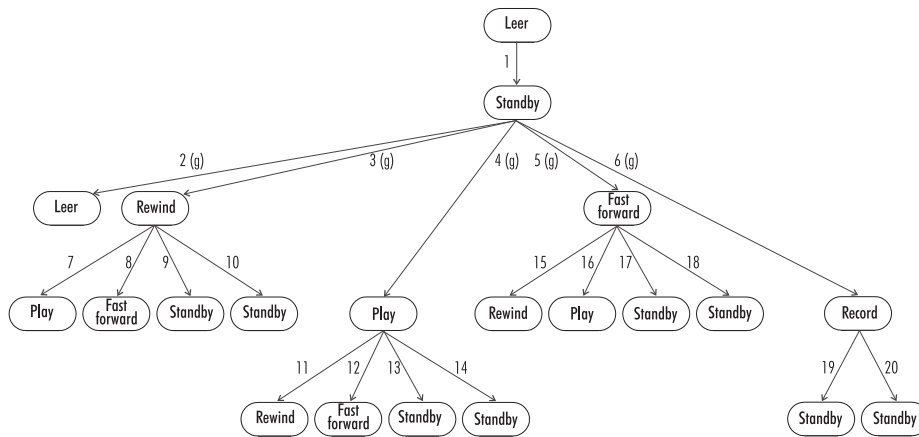 Leer
1
Standby
2 (g)
3 (g)
4 (g)
5 (g)
6 (g)
Leer
Rewind
Fast
forward
7
8
9
10
15
16
17
18
Play
Fast
forward
Standby
Standby
Play
Rewind
Play
Standby
Standby
Record
11
12
13
14
19
20
Rewind
Fast
forward
Standby
Standby
Standby
Standby